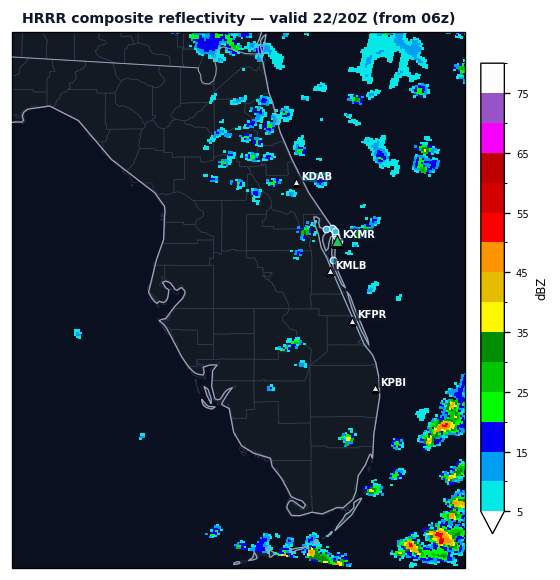 HRRR composite reflectivity — valid 22/20Z (from 06z)
KDAB
KXMR
KMLB
KFPR
KPBI
75
65
55
45
35
25
15
5
dBZ